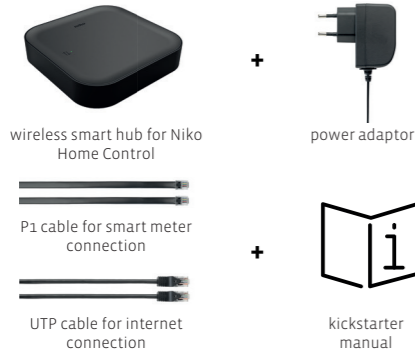 wireless smart hub for Niko
Home Control
+
power adaptor
P1 cable for smart meter
connection
UTP cable for internet
connection
+
i
kickstarter
manual